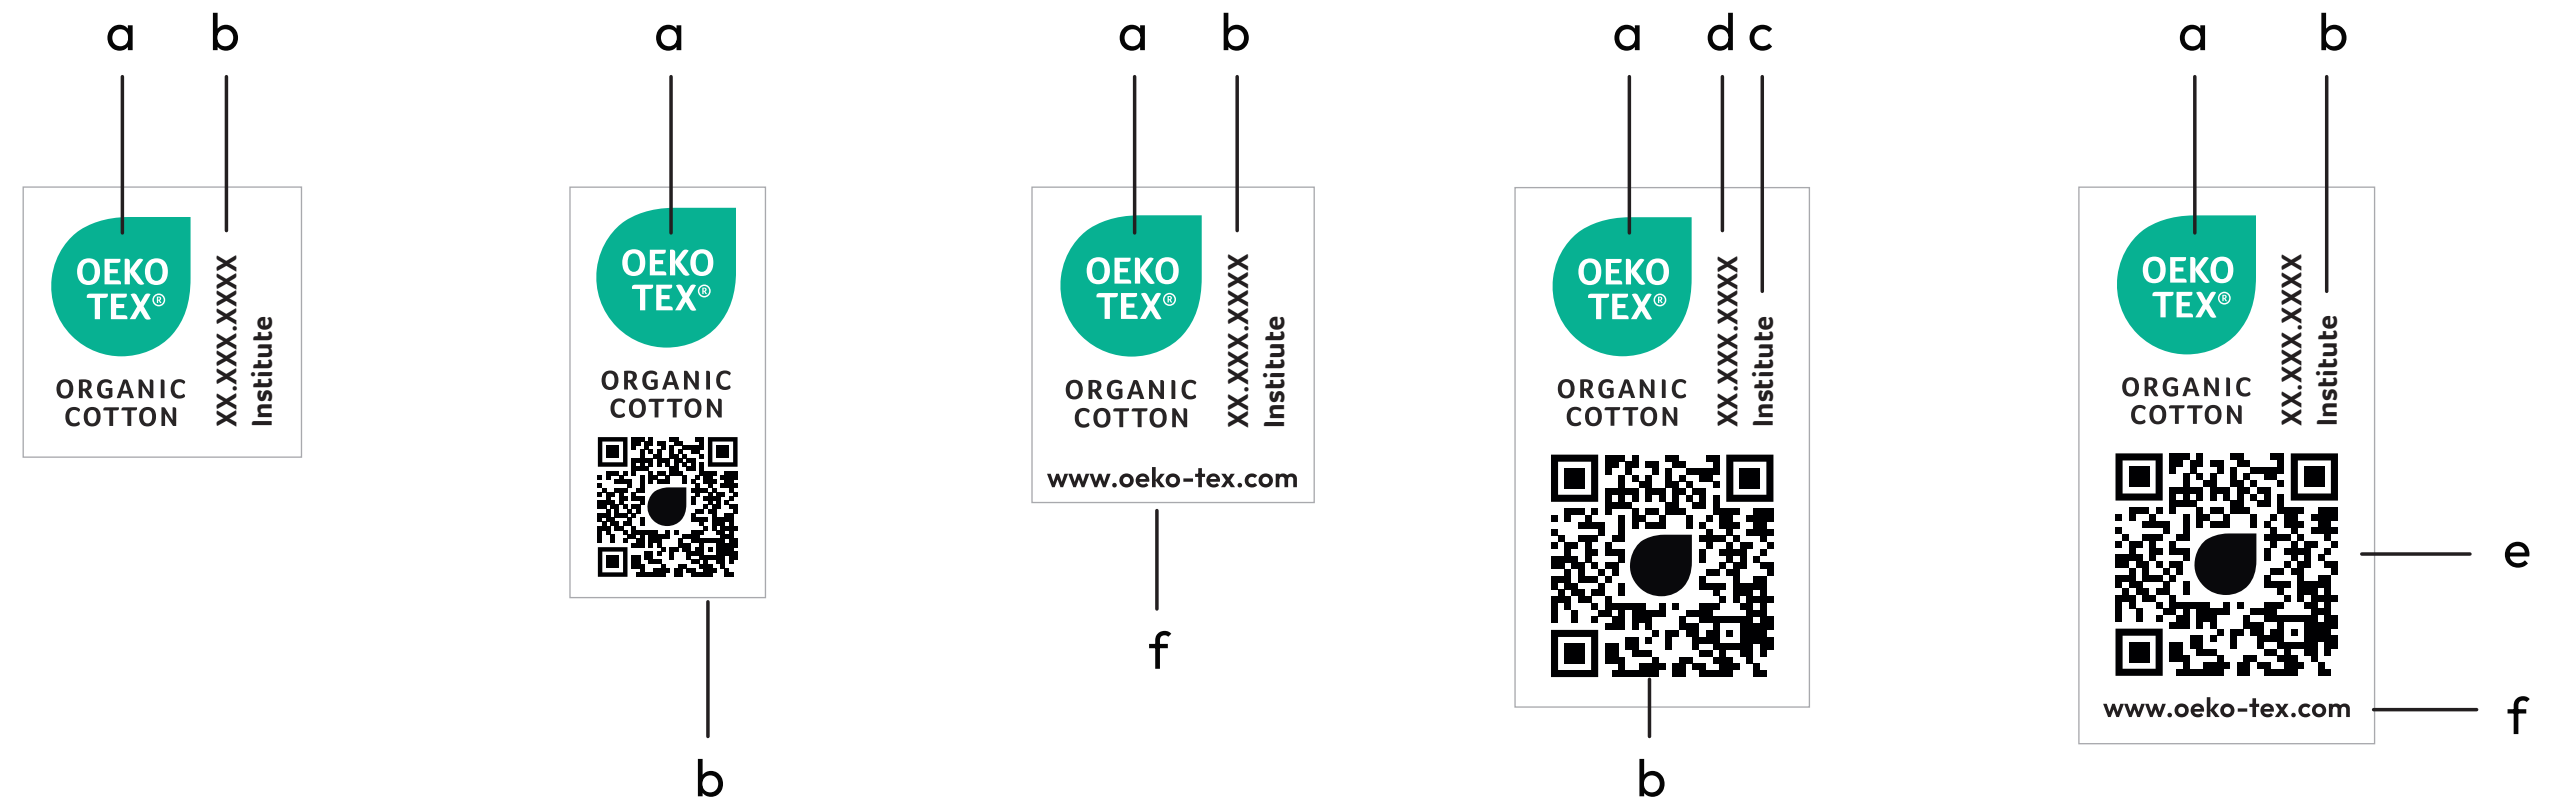 a b
OEKO
TEX®
ORGANIC
COTTON
XX.XXX.XXXX
Institute
a
OEKO
TEX®
ORGANIC
COTTON
b
a b
OEKO
TEX®
ORGANIC
COTTON
XX.XXX.XXXX
Institute
www.oeko-tex.com
f
a d c
OEKO
TEX®
ORGANIC
COTTON
XX.XXX.XXXX
Institute
b
a b
OEKO
TEX®
ORGANIC
COTTON
XX.XXX.XXXX
Institute
e
www.oeko-tex.com
f